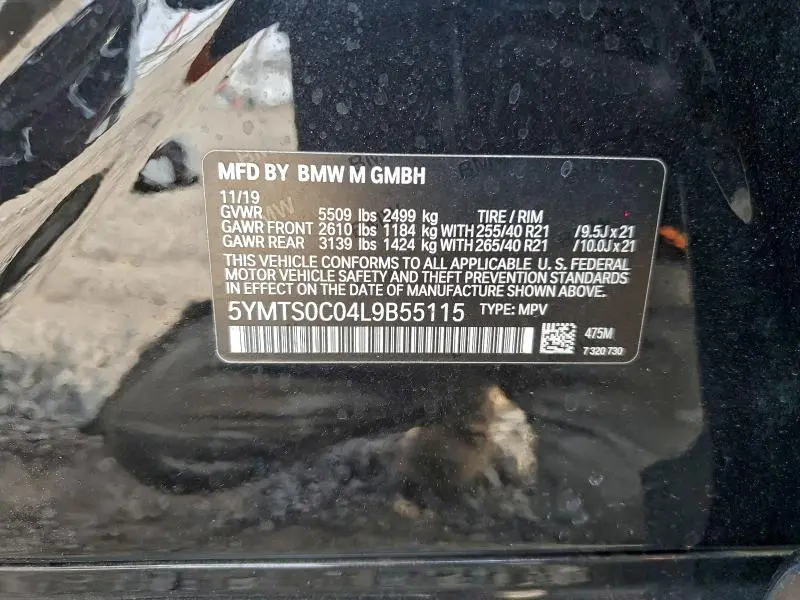 MFD BY BMW M GMBH
11/19
GVWR 5509 lbs 2499 kg TIRE / RIM
GAWR FRONT 2610 lbs 1184 kg WITH 255/40 R21 /9.5J x 21
GAWR REAR 3139 lbs 1424 kg WITH 265/40 R21 /10.0J x 21
THIS VEHICLE CONFORMS TO ALL APPLICABLE U. S. FEDERAL
MOTOR VEHICLE SAFETY AND THEFT PREVENTION STANDARDS
IN EFFECT ON THE DATE OF MANUFACTURE SHOWN ABOVE.
5YMTS0C04L9B55115 TYPE: MPV
475M
7 320 730